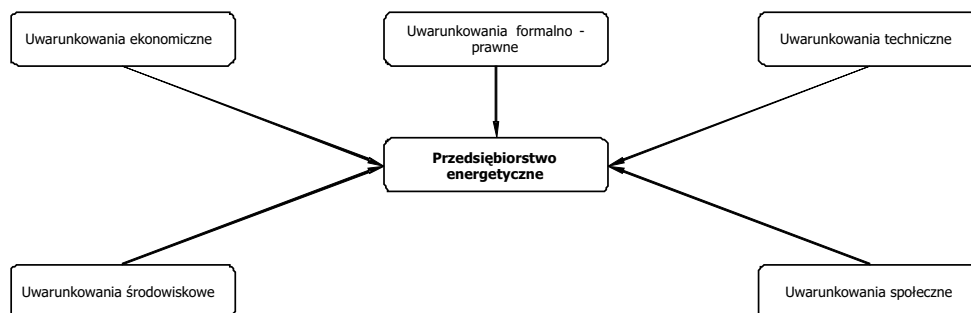 Uwarunkowania ekonomiczne
Uwarunkowania formalno -
prawne
Uwarunkowania techniczne
Przedsiębiorstwo
energetyczne
Uwarunkowania środowiskowe
Uwarunkowania społeczne